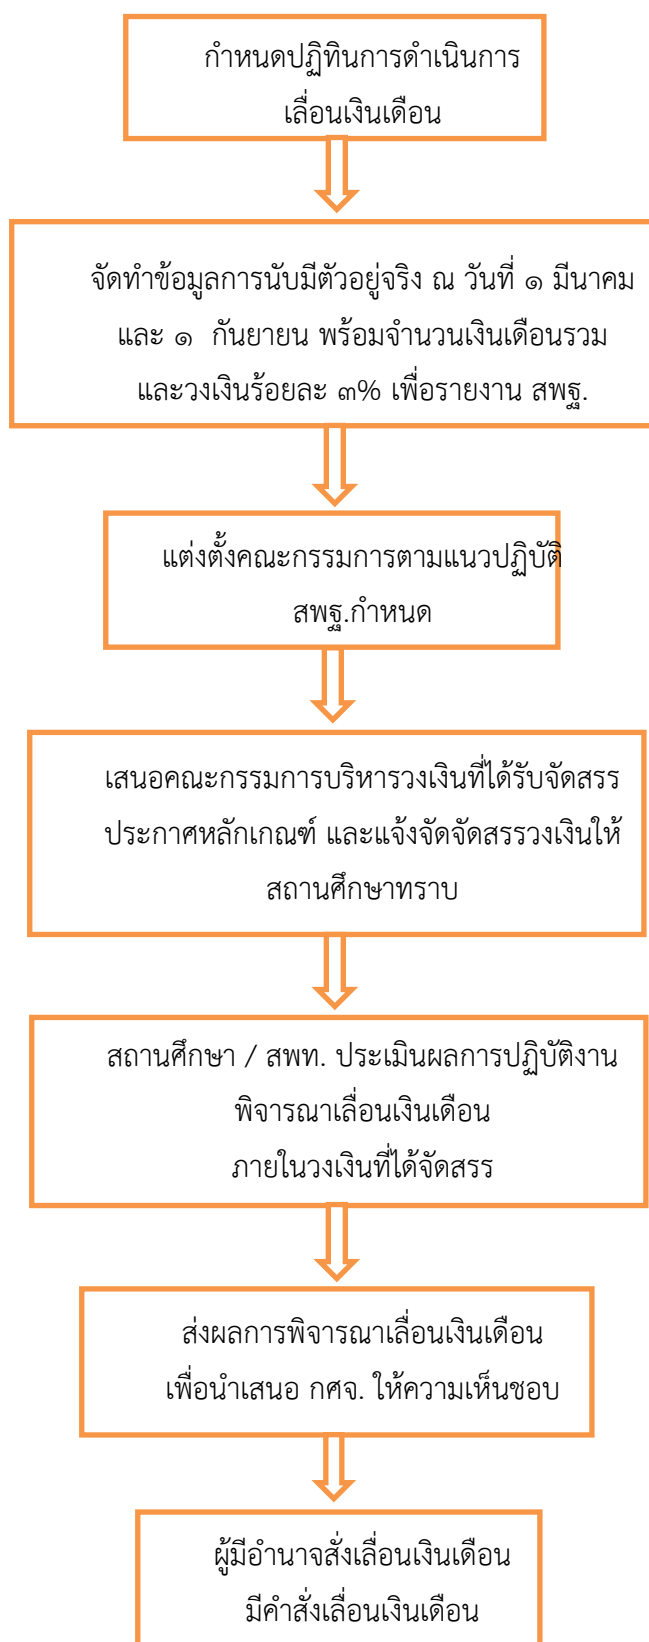 กำหนดปฏิทินการดำเนินการ
เลื่อนเงินเดือน
จัดทำข้อมูลการนับมีตัวอยู่จริง ณ วันที่ ๑ มีนาคม
และ ๑ กันยายน พร้อมจำนวนเงินเดือนรวม
และวงเงินร้อยละ ๓% เพื่อรายงาน สพฐ.
แต่งตั้งคณะกรรมการตามแนวปฏิบัติ
สพฐ.กำหนด
เสนอคณะกรรมการบริหารวงเงินที่ได้รับจัดสรร
ประกาศหลักเกณฑ์ และแจ้งจัดจัดสรรวงเงินให้
สถานศึกษาทราบ
สถานศึกษา / สพท. ประเมินผลการปฏิบัติงาน
พิจารณาเลื่อนเงินเดือน
ภายในวงเงินที่ได้จัดสรร
ส่งผลการพิจารณาเลื่อนเงินเดือน
เพื่อนำเสนอ กศจ. ให้ความเห็นชอบ
ผู้มีอำนาจสั่งเลื่อนเงินเดือน
มีคำสั่งเลื่อนเงินเดือน